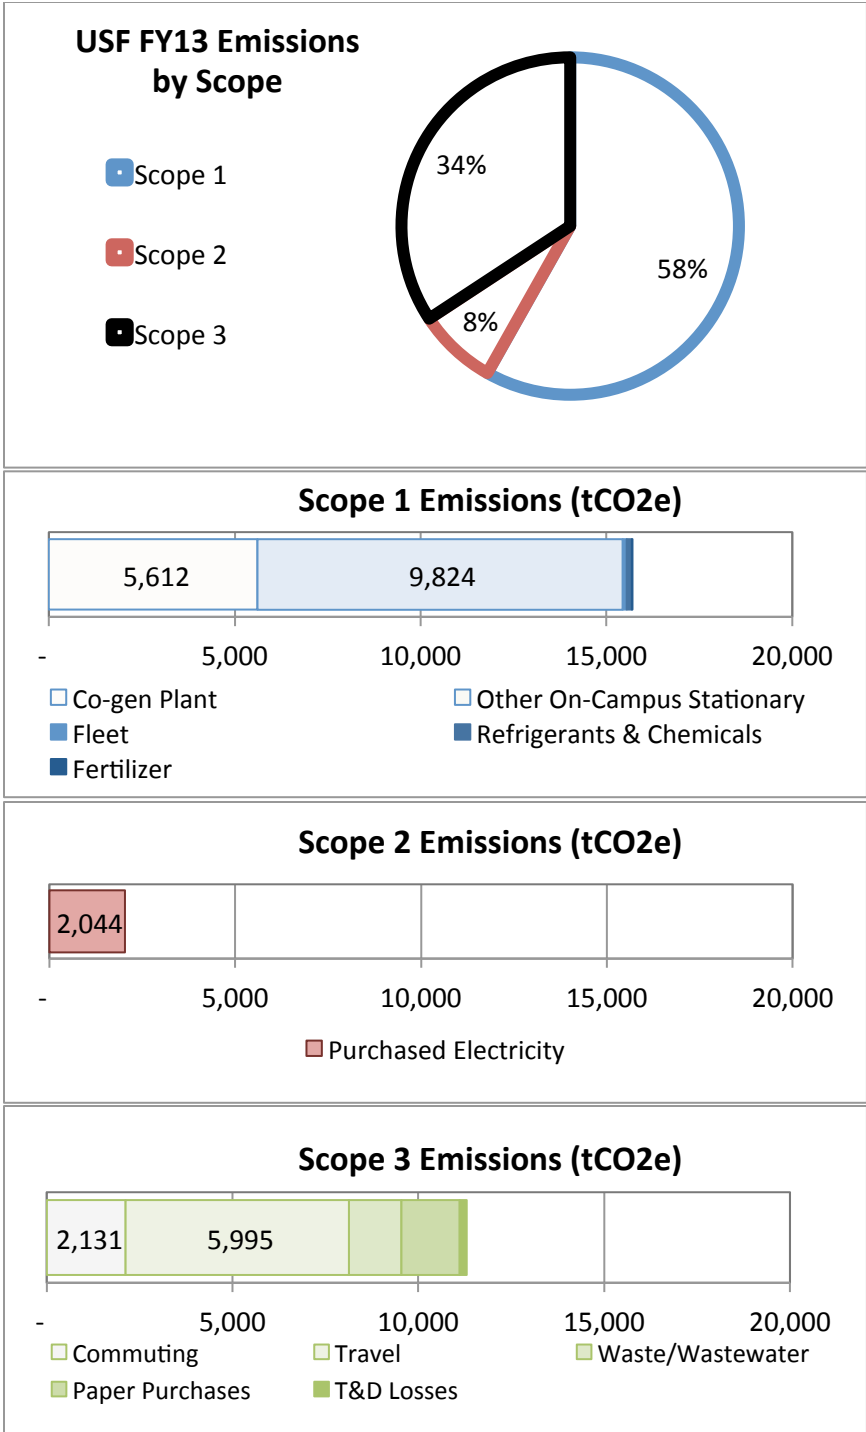 USF FY13 Emissions
by Scope
Scope 1
Scope 2
Scope 3
34%
58%
8%
Scope 1 Emissions (tCO2e)
5,612 9,824
- 5,000 10,000 15,000 20,000
Co-gen Plant Other On-Campus Stationary
Fleet Refrigerants & Chemicals
Fertilizer
Scope 2 Emissions (tCO2e)
2,044
- 5,000 10,000 15,000 20,000
Purchased Electricity
Scope 3 Emissions (tCO2e)
2,131 5,995
- 5,000 10,000 15,000 20,000
Commuting Travel Waste/Wastewater
Paper Purchases T&D Losses